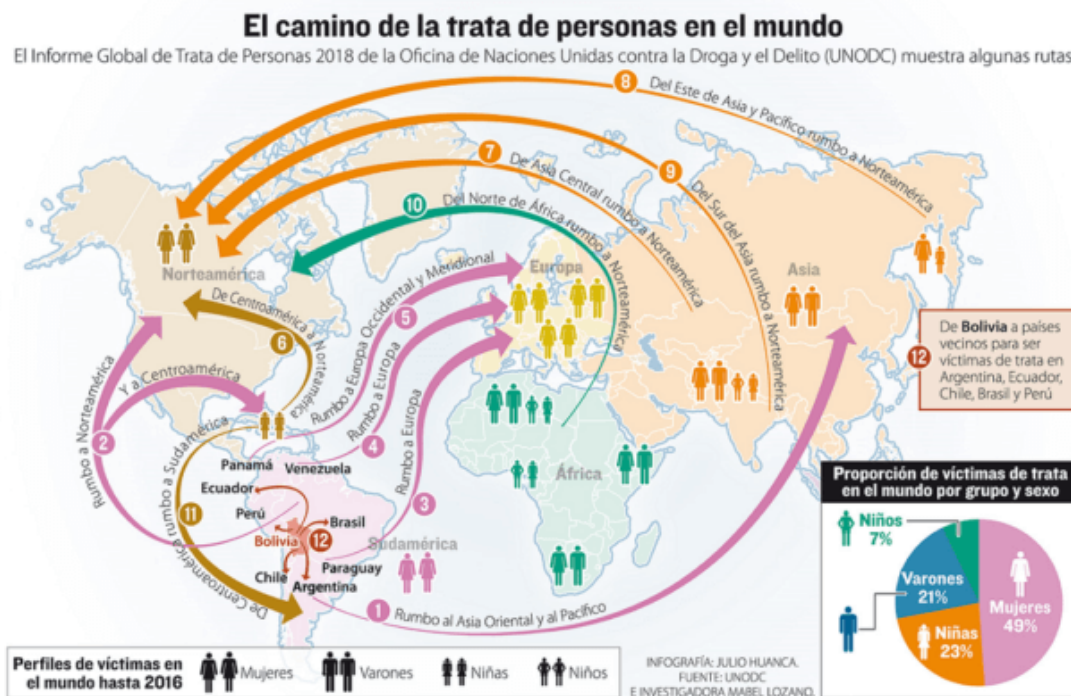 El camino de la trata de personas en el mundo
El Informe Global de Trata de Personas 2018 de la Oficina de Naciones Unidas contra la Droga y el Delito (UNODC) muestra algunas rutas
8
Del Este de Asia y Pacífico rumbo a Norteamérica
7
De Asia Central rumbo a Norteamérica
9
Del Sur del Asia rumbo a Norteamérica
10
Del Norte de África rumbo a Norteamérica
Norteamérica
Europa
Asia
De Centroamérica a Norteamérica
6
Rumbo a Europa Occidental y Meridional
5
Rumbo a Europa
4
Rumbo a Europa
3
Rumbo a Norteamérica
Y a Centroamérica
2
De Centroamérica rumbo a Sudamérica
11
Panamá
Venezuela
Ecuador
Perú
Brasil
Bolivia
12
Chile
Paraguay
Argentina
Sudamérica
África
1
Rumbo al Asia Oriental y al Pacífico
12
De Bolivia a países
vecinos para ser
víctimas de trata en
Argentina, Ecuador,
Chile, Brasil y Perú
Proporción de víctimas de trata
en el mundo por grupo y sexo
Niños
7%
Varones
21%
Mujeres
49%
Niñas
23%
Perfiles de víctimas en
el mundo hasta 2016
Mujeres
Varones
Niñas
Niños
INFOGRAFÍA: JULIO HUANCA.
FUENTE: UNODC
E INVESTIGADORA MABEL LOZANO.